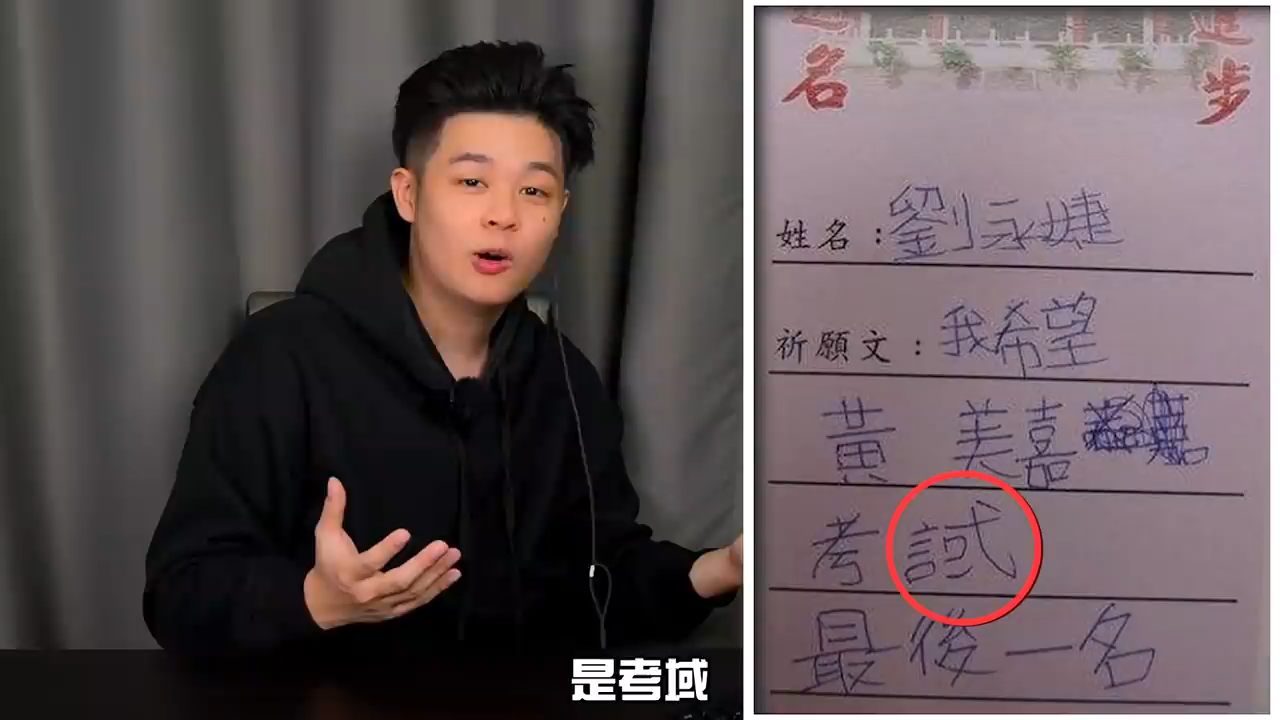 名
步
姓名：劉永婕
祈願文：我希望
黃 美嘉
考試
最後一名
是考域